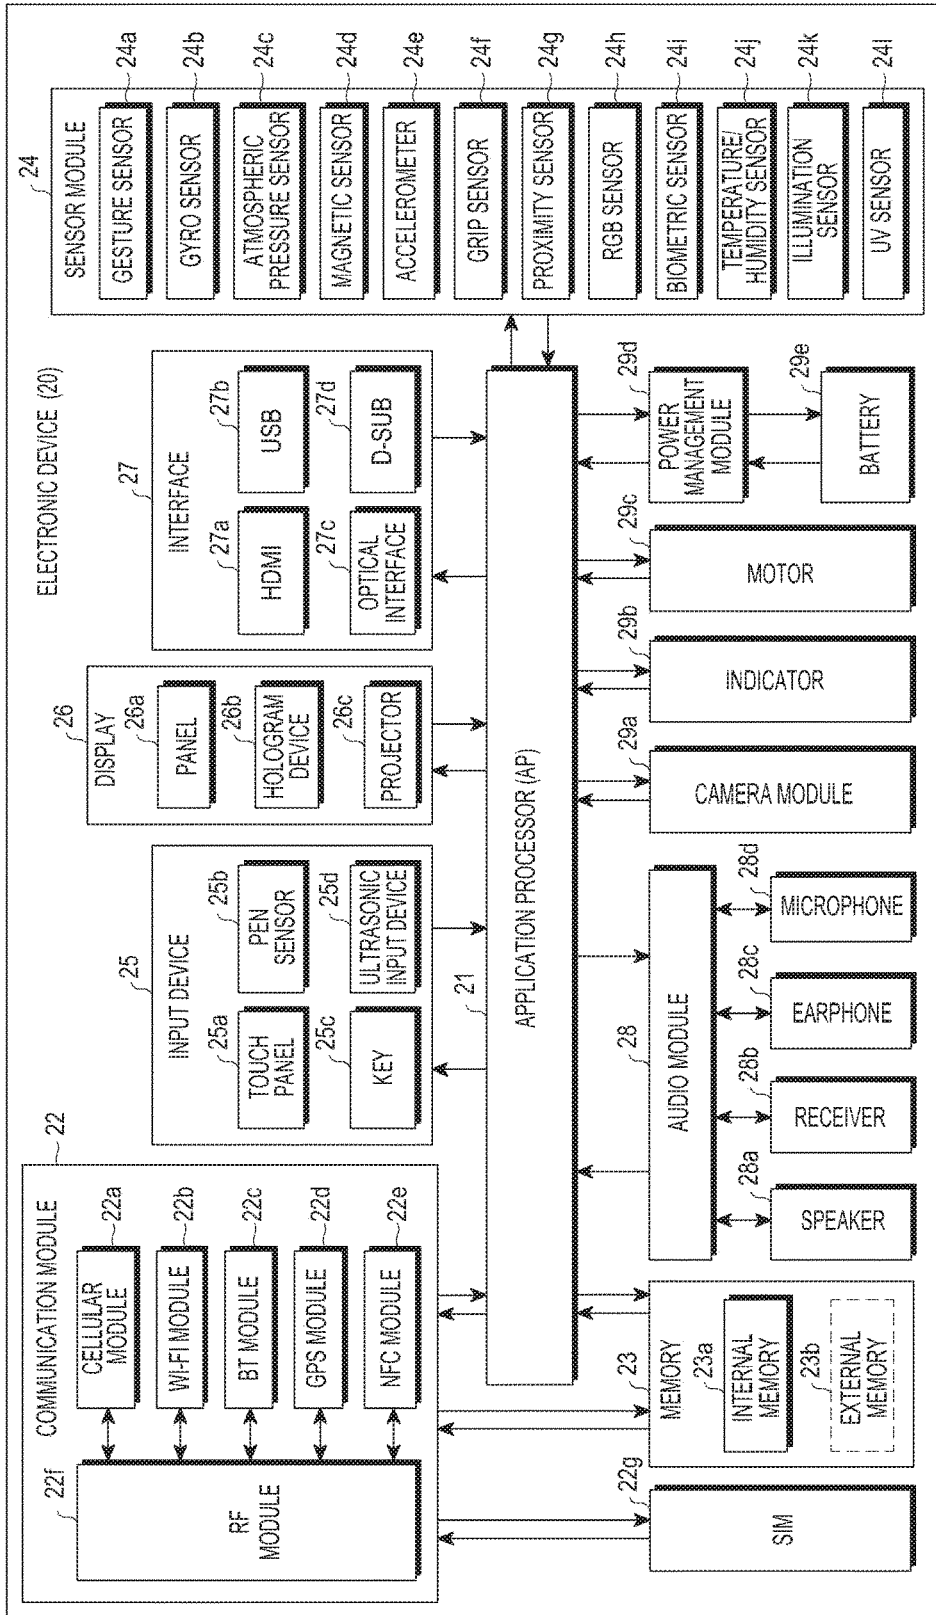 ELECTRONIC DEVICE (20)
COMMUNICATION MODULE
22
22f
RF
MODULE
CELLULAR
MODULE
22a
WI-FI MODULE
22b
BT MODULE
22c
GPS MODULE
22d
NFC MODULE
22e
INPUT DEVICE
25
25a
TOUCH
PANEL
25b
PEN
SENSOR
25c
KEY
25d
ULTRASONIC
INPUT DEVICE
DISPLAY
26
26a
PANEL
26b
HOLOGRAM
DEVICE
26c
PROJECTOR
INTERFACE
27
27a
HDMI
27b
USB
27c
OPTICAL
INTERFACE
27d
D-SUB
SENSOR MODULE
24
GESTURE SENSOR
24a
GYRO SENSOR
24b
ATMOSPHERIC
PRESSURE SENSOR
24c
MAGNETIC SENSOR
24d
ACCELEROMETER
24e
GRIP SENSOR
24f
PROXIMITY SENSOR
24g
RGB SENSOR
24h
BIOMETRIC SENSOR
24i
TEMPERATURE/
HUMIDITY SENSOR
24j
ILLUMINATION
SENSOR
24k
UV SENSOR
24l
21
APPLICATION PROCESSOR (AP)
22g
SIM
23
MEMORY
23a
INTERNAL
MEMORY
23b
EXTERNAL
MEMORY
28
AUDIO MODULE
28a
SPEAKER
28b
RECEIVER
28c
EARPHONE
28d
MICROPHONE
29a
CAMERA MODULE
29b
INDICATOR
29c
MOTOR
29d
POWER
MANAGEMENT
MODULE
29e
BATTERY